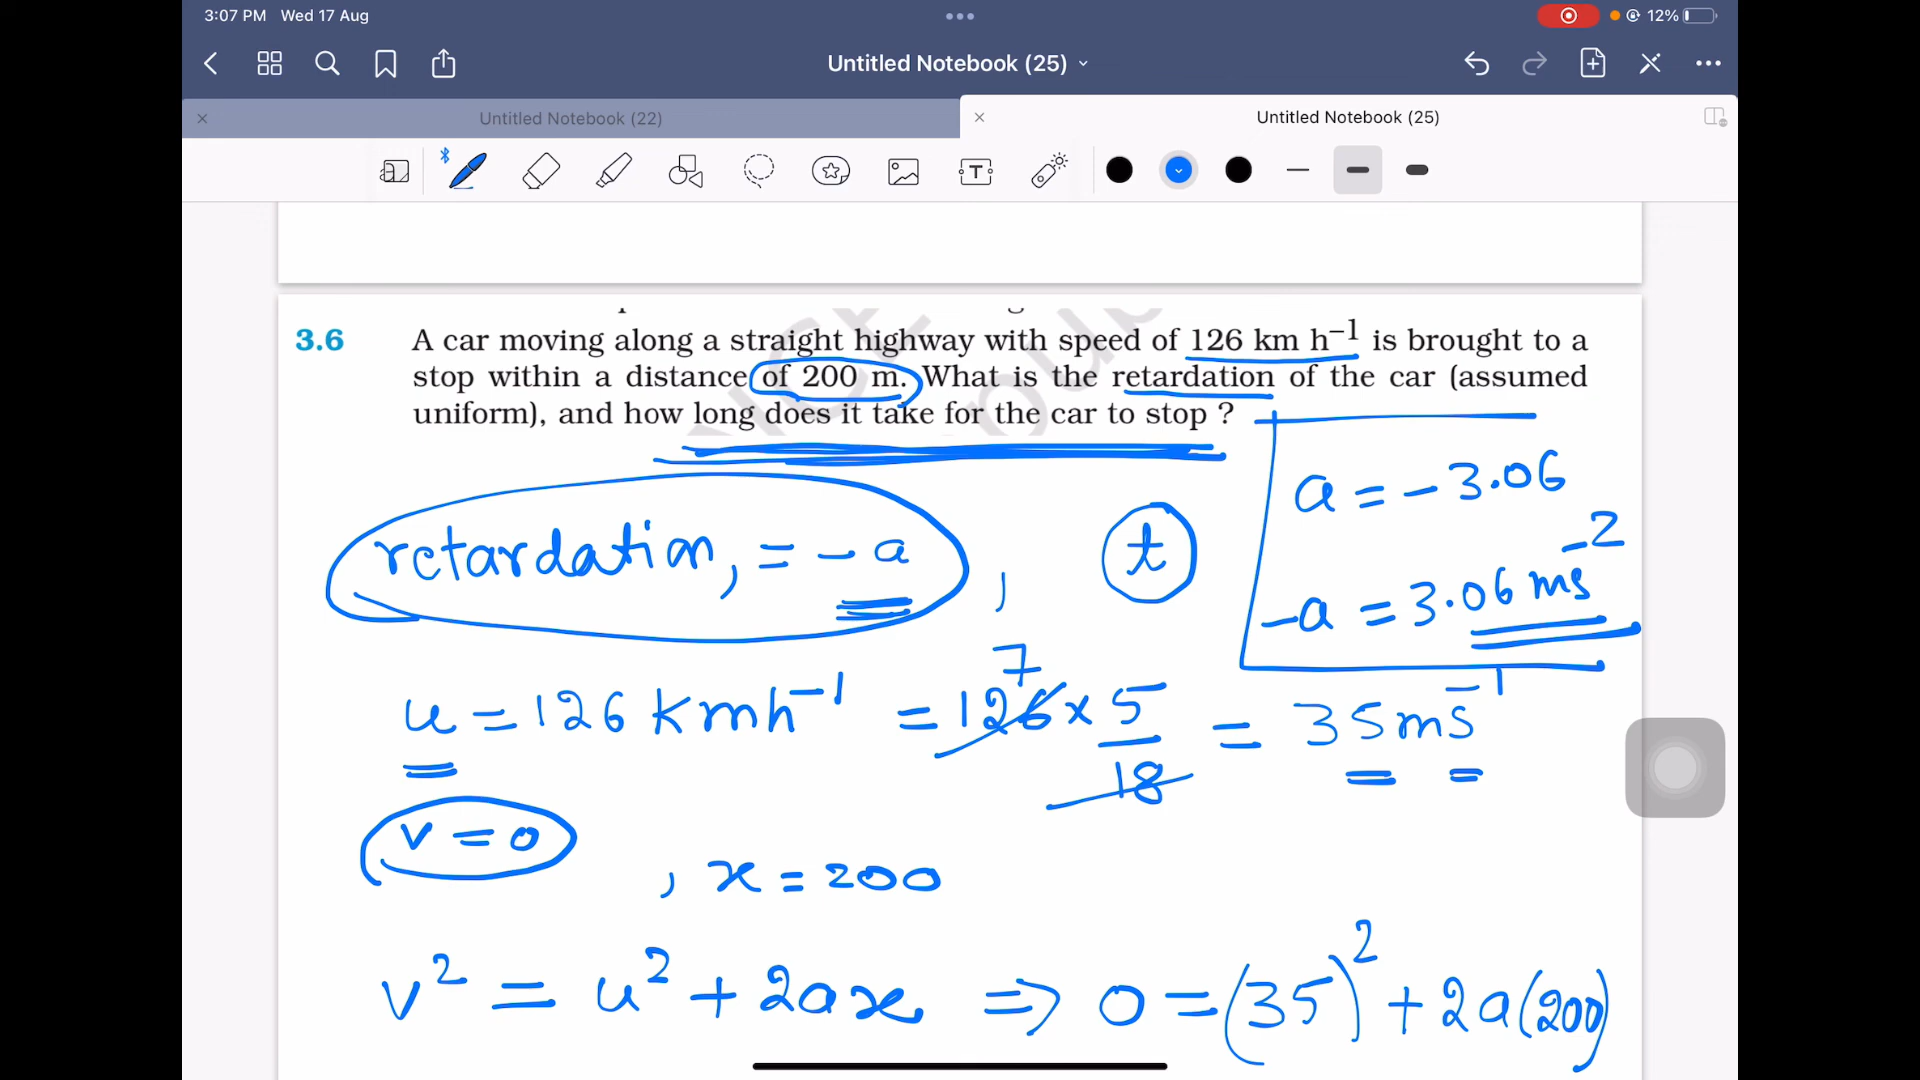 3:07 PM Wed 17 Aug
12%
Untitled Notebook (25)
Untitled Notebook (22)
Untitled Notebook (25)
T
3.6 A car moving along a straight highway with speed of 126 km h⁻¹ is brought to a
stop within a distance of 200 m. What is the retardation of the car (assumed
uniform), and how long does it take for the car to stop ?
a = - 3.06
-a = 3.06 ms⁻²
retardation, = - a , t
u = 126 Kmh⁻¹ = 126 x 5/18 = 35 ms⁻¹
7
v = 0
, x = 200
v² = u² + 2ax => 0 = (35)² + 2a(200)